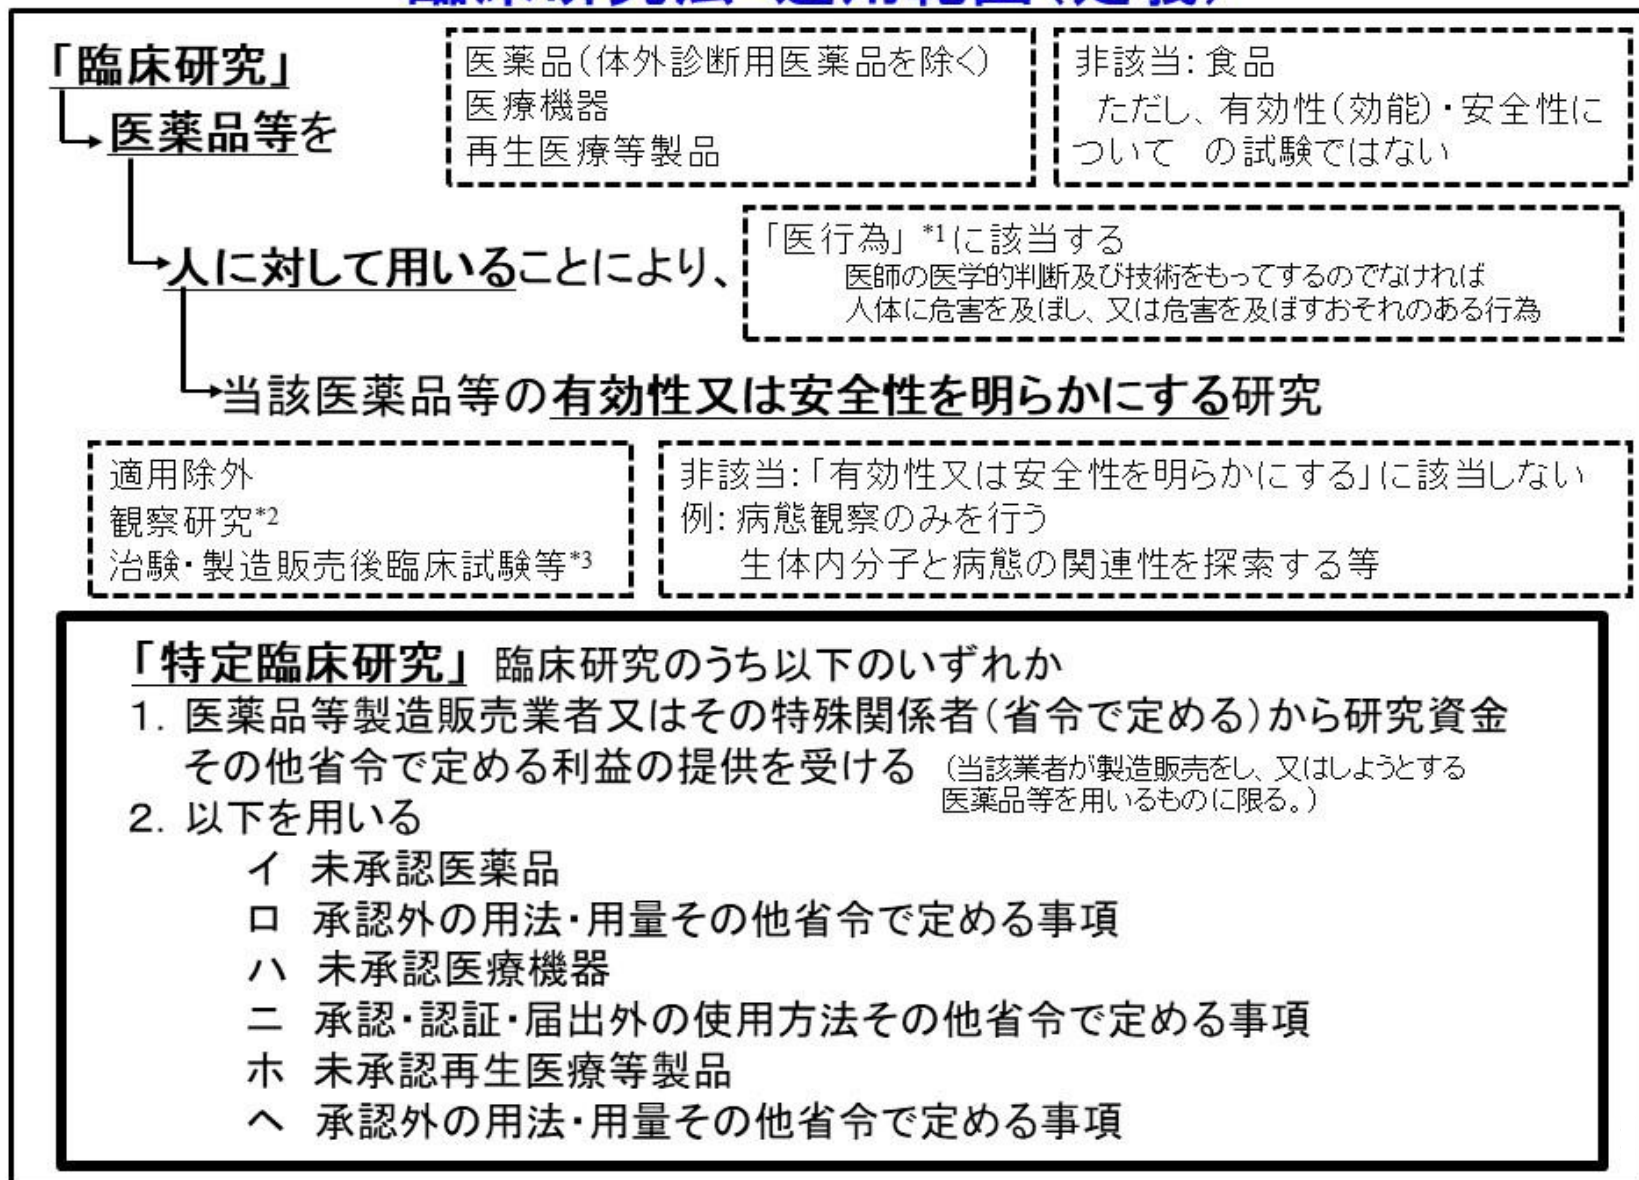 「臨床研究」
医薬品(体外診断用医薬品を除く)
医療機器
再生医療等製品
非該当: 食品
ただし、有効性(効能)・安全性に
ついて の試験ではない
医薬品等を
人に対して用いることにより、
「医行為」*1に該当する
医師の医学的判断及び技術をもってするのでなければ
人体に危害を及ぼし、又は危害を及ぼすおそれのある行為
当該医薬品等の有効性又は安全性を明らかにする研究
適用除外
観察研究*2
治験・製造販売後臨床試験等*3
非該当:「有効性又は安全性を明らかにする」に該当しない
例: 病態観察のみを行う
生体内分子と病態の関連性を探索する等
「特定臨床研究」 臨床研究のうち以下のいずれか
1. 医薬品等製造販売業者又はその特殊関係者(省令で定める)から研究資金
その他省令で定める利益の提供を受ける (当該業者が製造販売をし、又はしようとする
医薬品等を用いるものに限る。)
2. 以下を用いる
イ 未承認医薬品
ロ 承認外の用法・用量その他省令で定める事項
ハ 未承認医療機器
ニ 承認・認証・届出外の使用方法その他省令で定める事項
ホ 未承認再生医療等製品
ヘ 承認外の用法・用量その他省令で定める事項